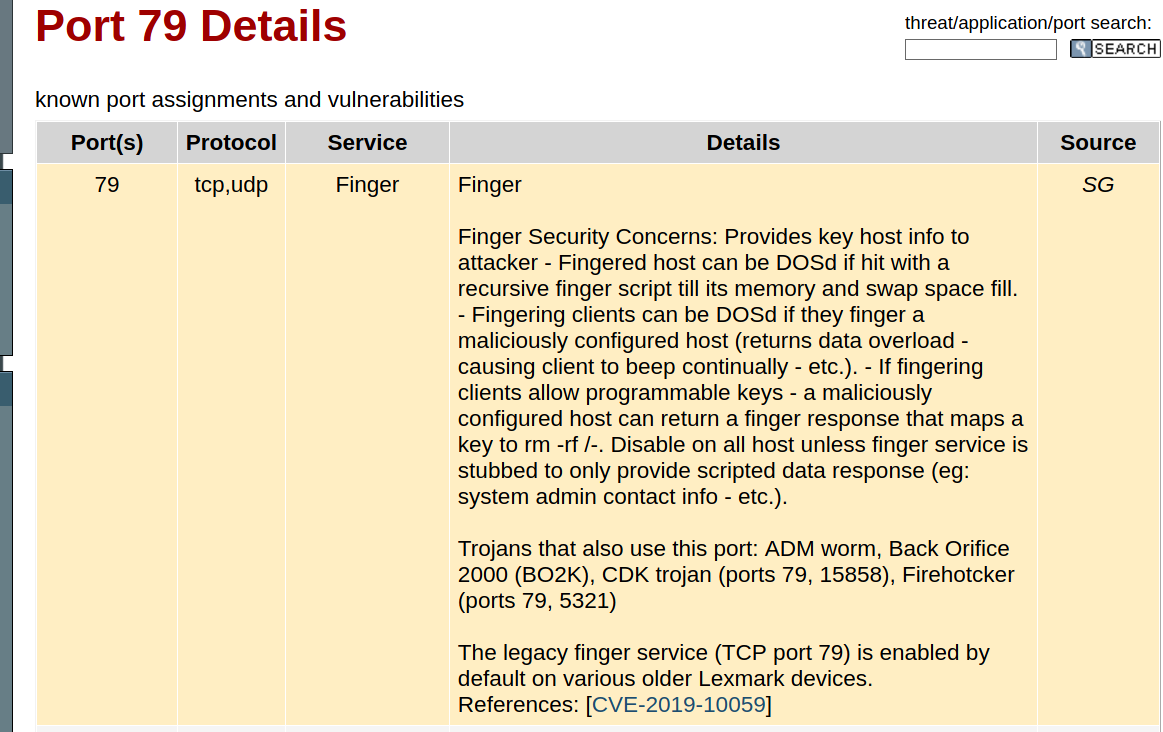 Port 79 Details
threat/application/port search:
SEARCH
known port assignments and vulnerabilities
Port(s) Protocol Service Details Source
79 tcp,udp Finger Finger SG
Finger Security Concerns: Provides key host info to
attacker - Fingered host can be DOSd if hit with a
recursive finger script till its memory and swap space fill.
- Fingering clients can be DOSd if they finger a
maliciously configured host (returns data overload -
causing client to beep continually - etc.). - If fingering
clients allow programmable keys - a maliciously
configured host can return a finger response that maps a
key to rm -rf /-. Disable on all host unless finger service is
stubbed to only provide scripted data response (eg:
system admin contact info - etc.).
Trojans that also use this port: ADM worm, Back Orifice
2000 (BO2K), CDK trojan (ports 79, 15858), Firehotcker
(ports 79, 5321)
The legacy finger service (TCP port 79) is enabled by
default on various older Lexmark devices.
References: [CVE-2019-10059]